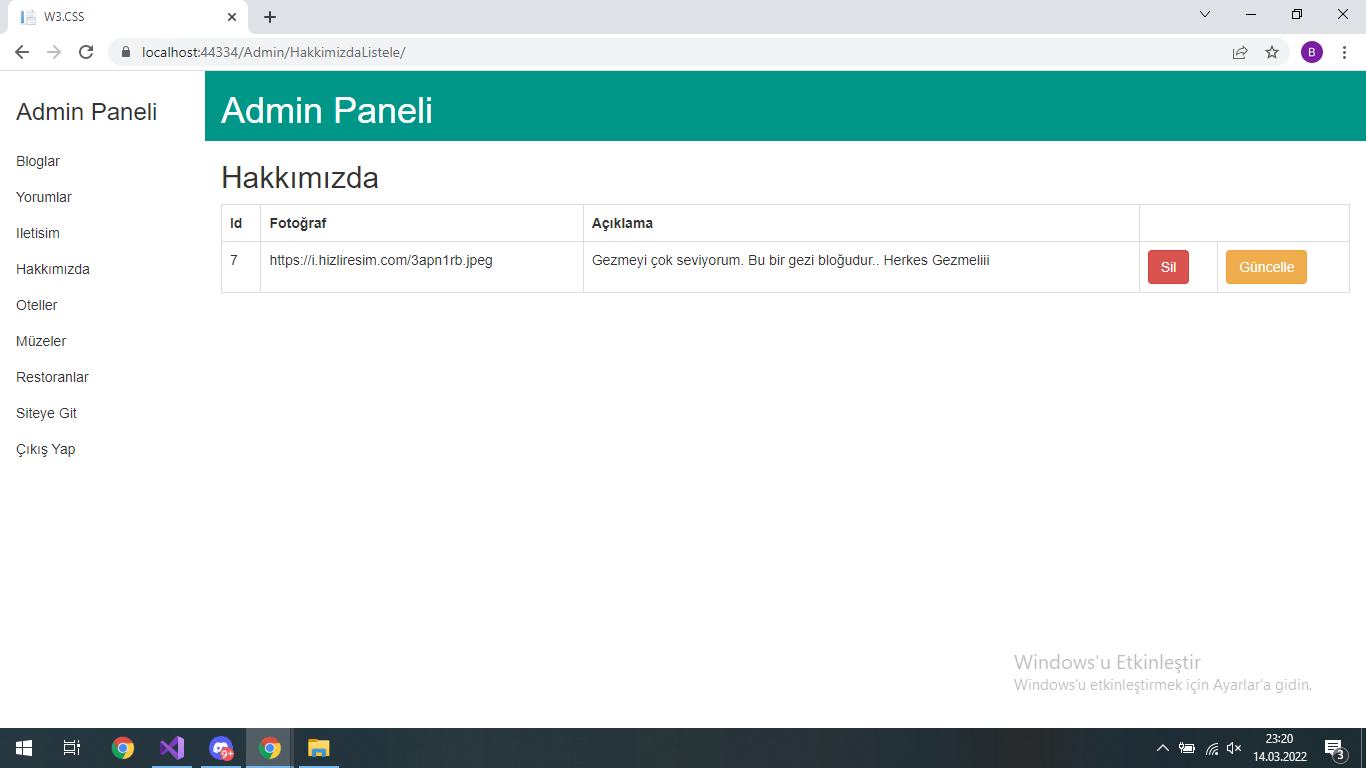 W3.CSS
localhost:44334/Admin/HakkimizdaListele/
B
Admin Paneli
Bloglar
Yorumlar
Iletisim
Hakkımızda
Oteller
Müzeler
Restoranlar
Siteye Git
Çıkış Yap
Admin Paneli
Hakkımızda
Id Fotoğraf Açıklama
7 https://i.hizliresim.com/3apn1rb.jpeg Gezmeyi çok seviyorum. Bu bir gezi bloğudur.. Herkes Gezmeliii Sil Güncelle
Windows'u Etkinleştir
Windows'u etkinleştirmek için Ayarlar'a gidin.
9+
23:20
14.03.2022
3